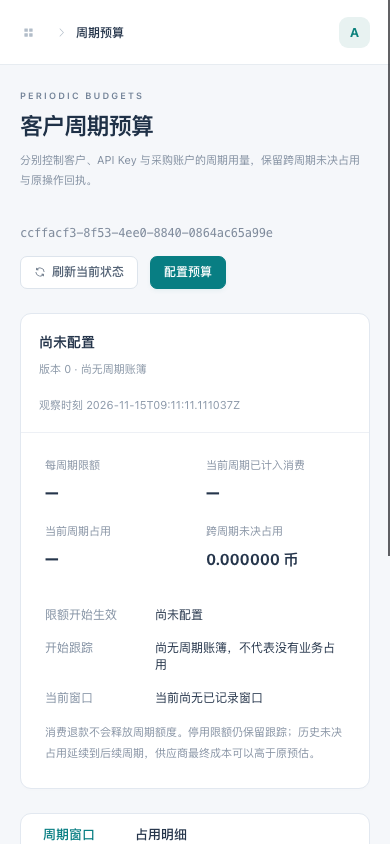 周期预算
A
PERIODIC BUDGETS
客户周期预算
分别控制客户、API Key 与采购账户的周期用量，保留跨周期未决占用
与原操作回执。
ccffacf3-8f53-4ee0-8840-0864ac65a99e
刷新当前状态
配置预算
尚未配置
版本 0 · 尚无周期账簿
观察时刻 2026-11-15T09:11:11.111037Z
每周期限额
当前周期已计入消费
—
—
当前周期占用
跨周期未决占用
—
0.000000 币
限额开始生效
尚未配置
开始跟踪
尚无周期账簿，不代表没有业务占
用
当前窗口
当前尚无已记录窗口
消费退款不会释放周期额度。停用限额仍保留跟踪；历史未决
占用延续到后续周期，供应商最终成本可以高于原预估。
周期窗口
占用明细